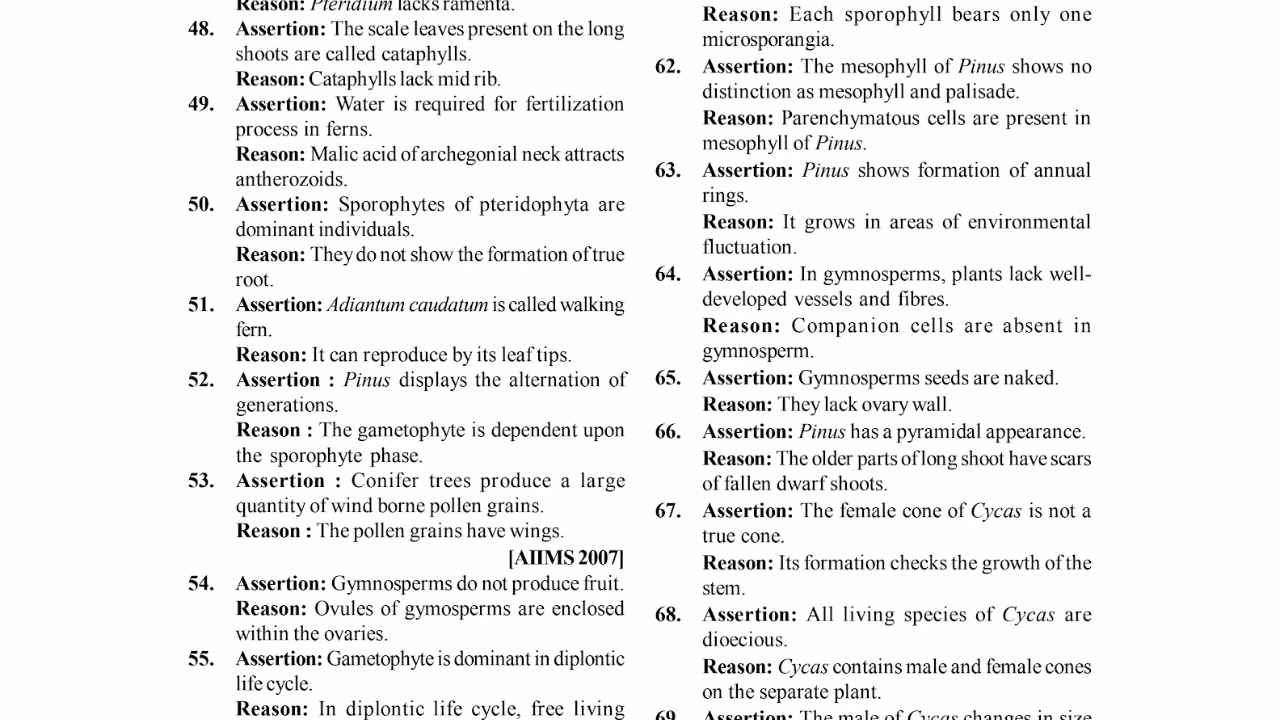 Reason: Pteridium lacks ramenta.
48. Assertion: The scale leaves present on the long
shoots are called cataphylls.
Reason: Cataphylls lack mid rib.
49. Assertion: Water is required for fertilization
process in ferns.
Reason: Malic acid of archegonial neck attracts
antherozoids.
50. Assertion: Sporophytes of pteridophyta are
dominant individuals.
Reason: They do not show the formation of true
root.
51. Assertion: Adiantum caudatum is called walking
fern.
Reason: It can reproduce by its leaf tips.
52. Assertion : Pinus displays the alternation of
generations.
Reason : The gametophyte is dependent upon
the sporophyte phase.
53. Assertion : Conifer trees produce a large
quantity of wind borne pollen grains.
Reason : The pollen grains have wings.
[AIIMS 2007]
54. Assertion: Gymnosperms do not produce fruit.
Reason: Ovules of gymosperms are enclosed
within the ovaries.
55. Assertion: Gametophyte is dominant in diplontic
life cycle.
Reason: In diplontic life cycle, free living
Reason: Each sporophyll bears only one
microsporangia.
62. Assertion: The mesophyll of Pinus shows no
distinction as mesophyll and palisade.
Reason: Parenchymatous cells are present in
mesophyll of Pinus.
63. Assertion: Pinus shows formation of annual
rings.
Reason: It grows in areas of environmental
fluctuation.
64. Assertion: In gymnosperms, plants lack well-
developed vessels and fibres.
Reason: Companion cells are absent in
gymnosperm.
65. Assertion: Gymnosperms seeds are naked.
Reason: They lack ovary wall.
66. Assertion: Pinus has a pyramidal appearance.
Reason: The older parts of long shoot have scars
of fallen dwarf shoots.
67. Assertion: The female cone of Cycas is not a
true cone.
Reason: Its formation checks the growth of the
stem.
68. Assertion: All living species of Cycas are
dioecious.
Reason: Cycas contains male and female cones
on the separate plant.
69. Assertion: The male of Cycas changes in size